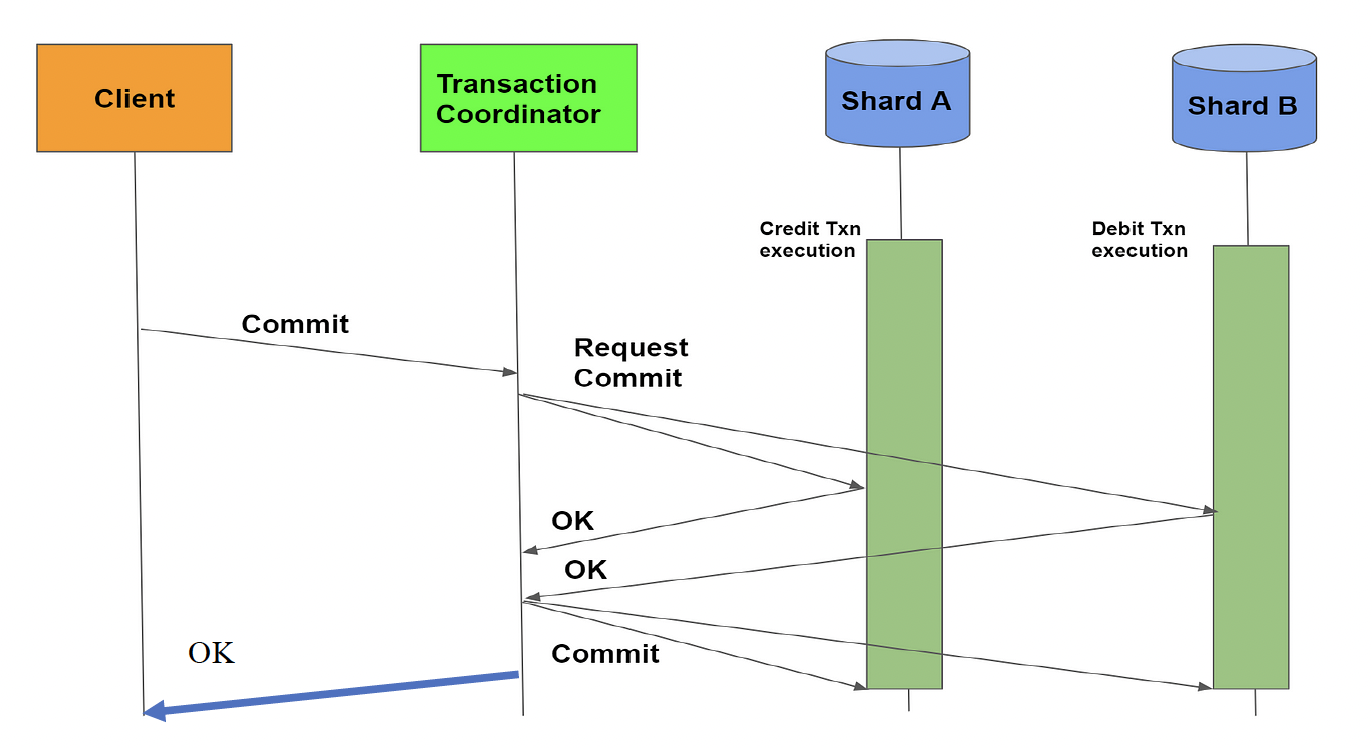 Client
Transaction
Coordinator
Shard A
Shard B
Credit Txn
execution
Debit Txn
execution
Commit
Request
Commit
OK
OK
Commit
OK